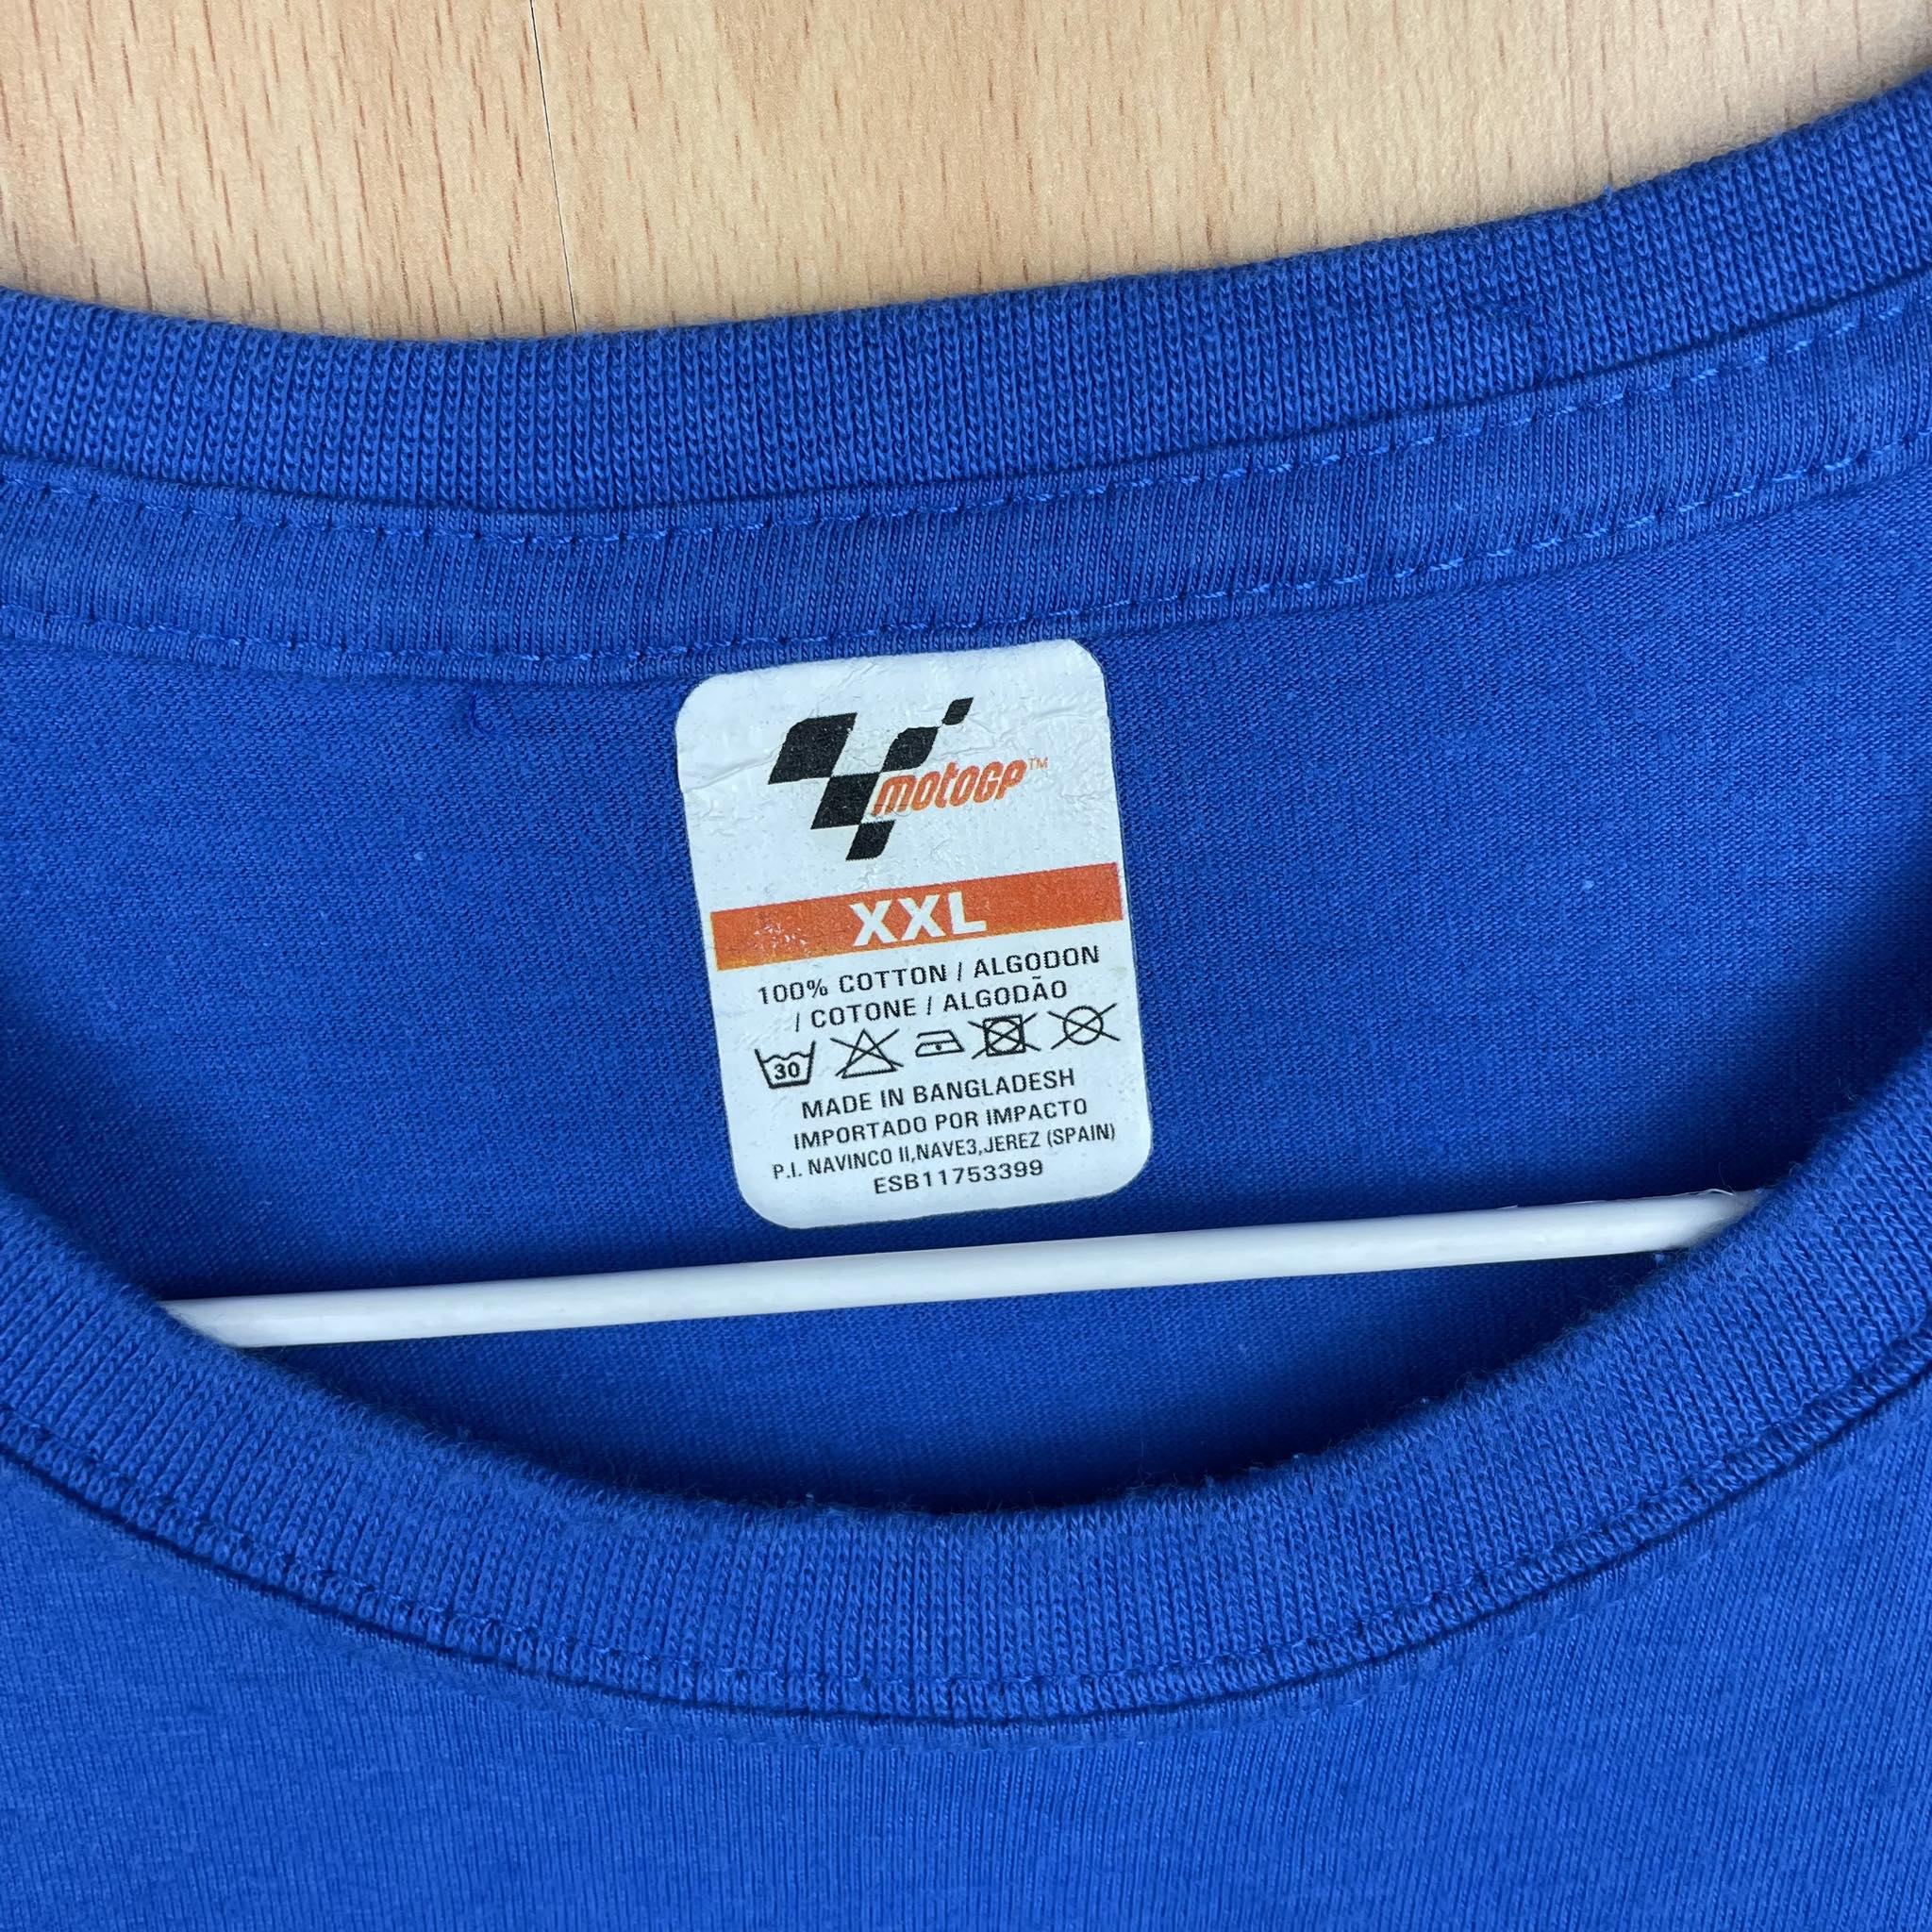 motoGP™
XXL
100% COTTON / ALGODON
/ COTONE / ALGODÃO
30
MADE IN BANGLADESH
IMPORTADO POR IMPACTO
P.I. NAVINCO II,NAVE3,JEREZ (SPAIN)
ESB11753399